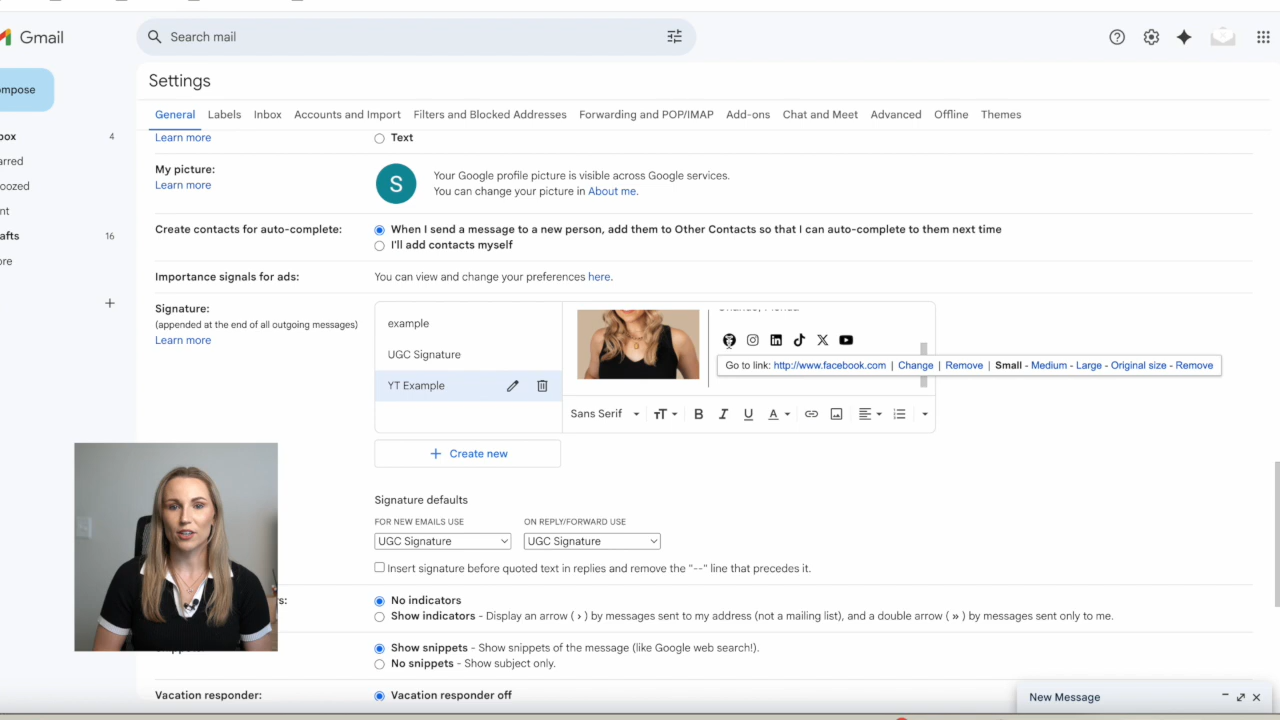 Gmail
Search mail
ompose
box 4
arred
oozed
nt
afts 16
ore
Settings
General Labels Inbox Accounts and Import Filters and Blocked Addresses Forwarding and POP/IMAP Add-ons Chat and Meet Advanced Offline Themes
Learn more
Text
My picture:
Learn more
S
Your Google profile picture is visible across Google services.
You can change your picture in About me.
Create contacts for auto-complete:
When I send a message to a new person, add them to Other Contacts so that I can auto-complete to them next time
I'll add contacts myself
Importance signals for ads:
You can view and change your preferences here.
Signature:
(appended at the end of all outgoing messages)
Learn more
example
UGC Signature
YT Example
Go to link: http://www.facebook.com | Change | Remove | Small - Medium - Large - Original size - Remove
Sans Serif
Create new
Signature defaults
FOR NEW EMAILS USE ON REPLY/FORWARD USE
UGC Signature UGC Signature
Insert signature before quoted text in replies and remove the "--" line that precedes it.
s:
No indicators
Show indicators - Display an arrow ( › ) by messages sent to my address (not a mailing list), and a double arrow ( » ) by messages sent only to me.
Show snippets - Show snippets of the message (like Google web search!).
No snippets - Show subject only.
Vacation responder:
Vacation responder off
New Message